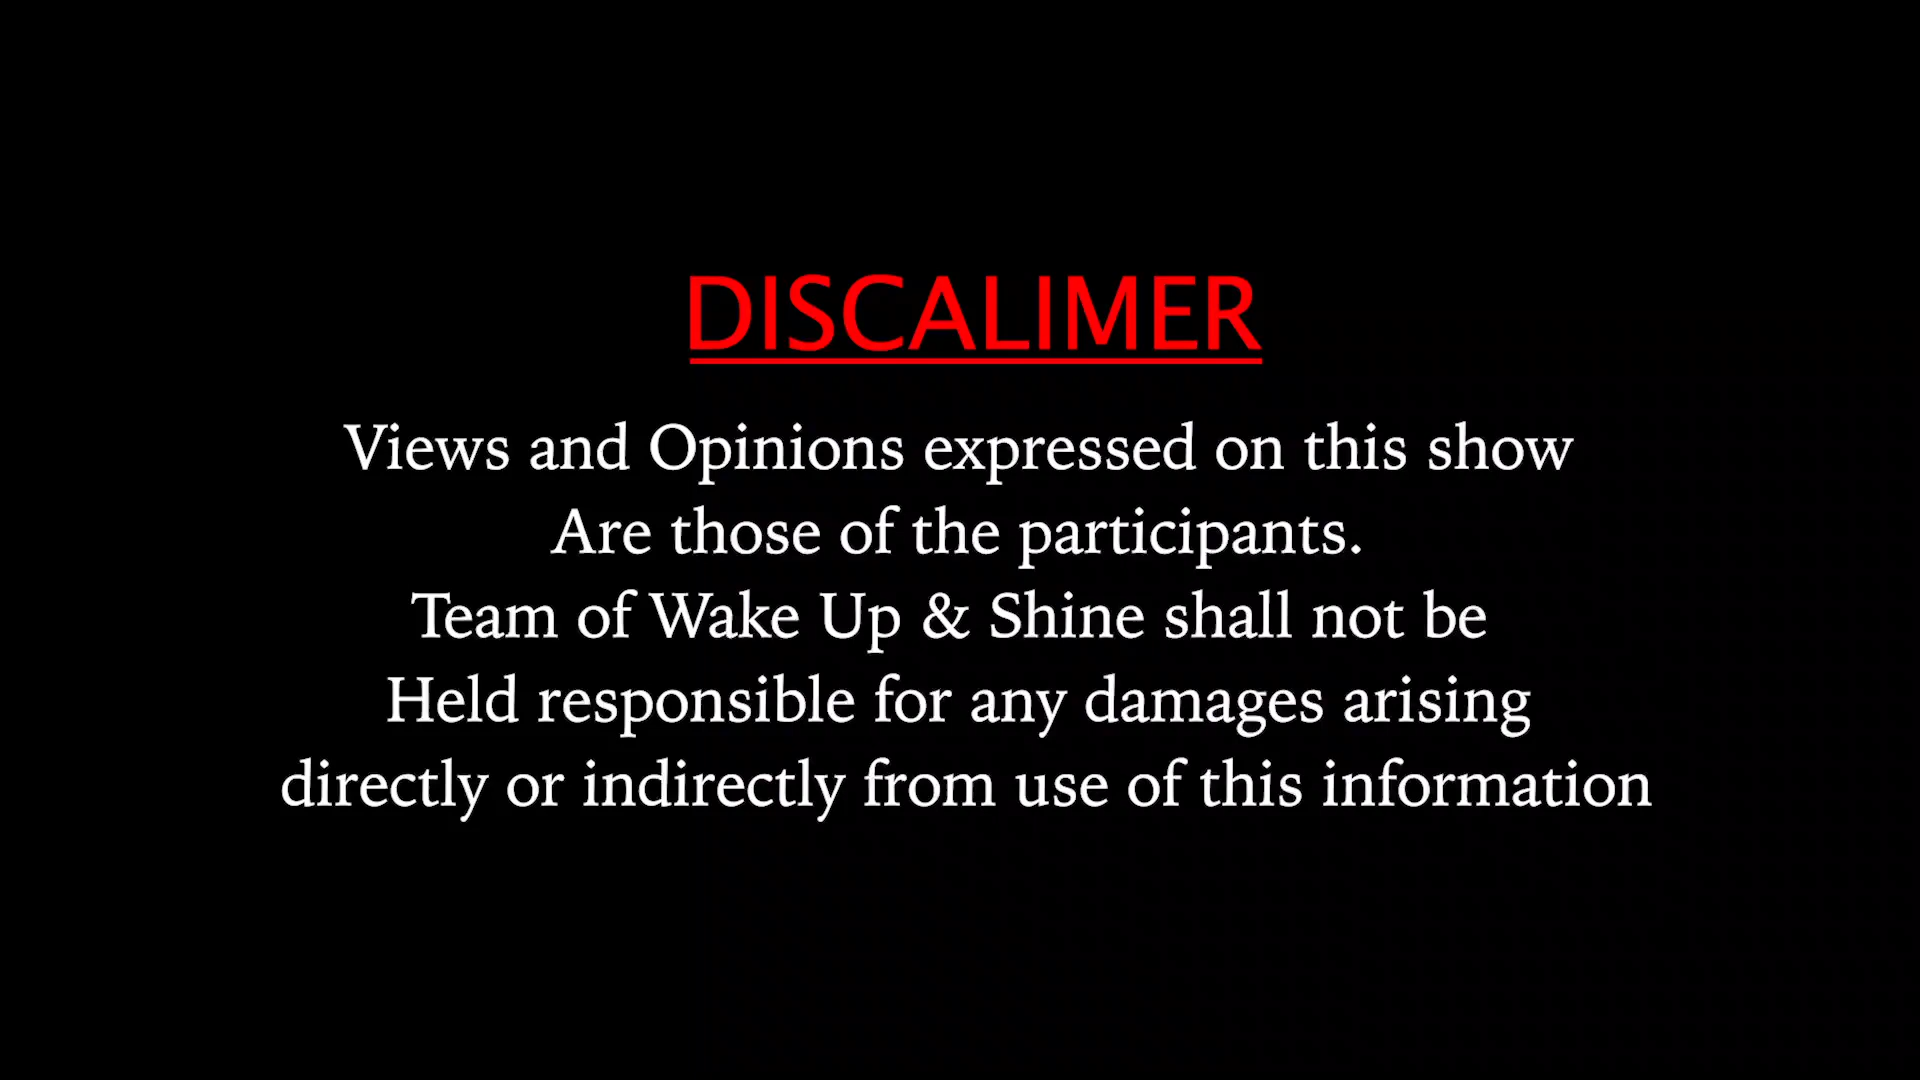 DISCALIMER
Views and Opinions expressed on this show
Are those of the participants.
Team of Wake Up & Shine shall not be
Held responsible for any damages arising
directly or indirectly from use of this information